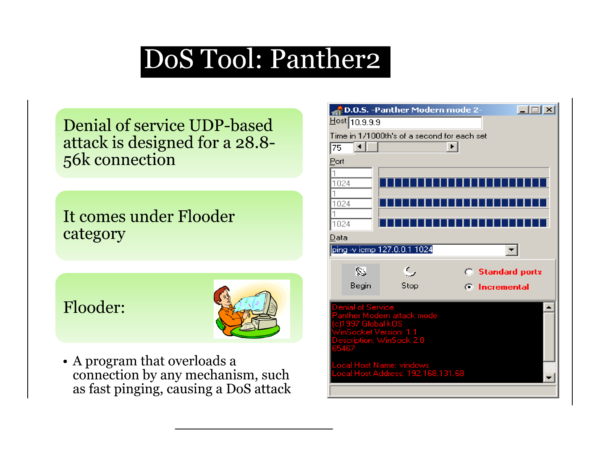 DoS Tool: Panther2
Denial of service UDP-based
attack is designed for a 28.8-
56k connection
It comes under Flooder
category
Flooder:
• A program that overloads a
connection by any mechanism, such
as fast pinging, causing a DoS attack
D.O.S. -Panther Modern mode 2-
Host 10.9.9.9
Time in 1/1000th's of a second for each set
75
Port
1
1024
1
1024
1
1024
Data
ping -v icmp 127.0.0.1 1024
Begin Stop
Standard ports
Incremental
Denial of Service
Panther Modern attack mode
(c)1997 Global kOS
WinSocket Version: 1.1
Description: WinSock 2.0
65467
Local Host Name: windows
Local Host Address: 192.168.131.68